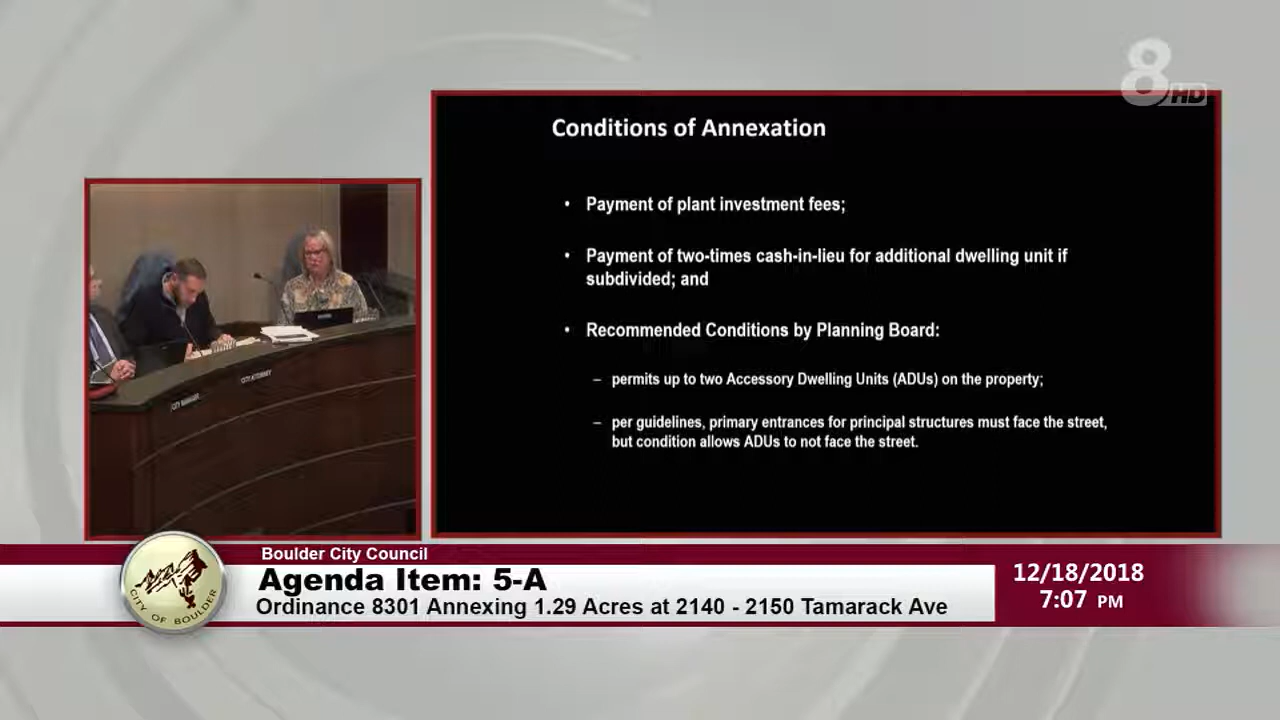 8 HD
Conditions of Annexation
• Payment of plant investment fees;
• Payment of two-times cash-in-lieu for additional dwelling unit if
subdivided; and
• Recommended Conditions by Planning Board:
– permits up to two Accessory Dwelling Units (ADUs) on the property;
– per guidelines, primary entrances for principal structures must face the street,
but condition allows ADUs to not face the street.
CITY MANAGER
CITY ATTORNEY
CITY OF BOULDER
Boulder City Council
Agenda Item: 5-A
Ordinance 8301 Annexing 1.29 Acres at 2140 - 2150 Tamarack Ave
12/18/2018
7:07 PM